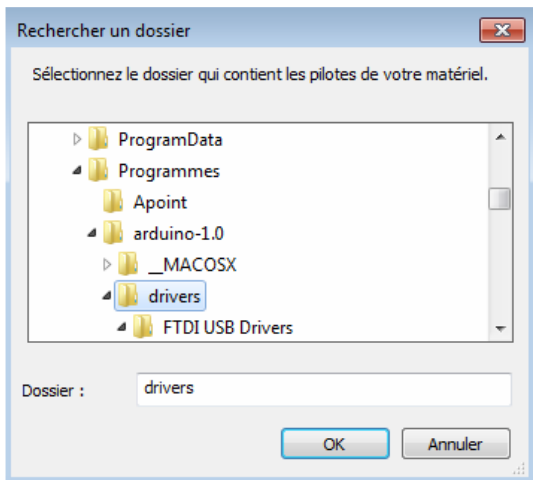 Rechercher un dossier
Sélectionnez le dossier qui contient les pilotes de votre matériel.
ProgramData
Programmes
Apoint
arduino-1.0
__MACOSX
drivers
FTDI USB Drivers
Dossier : drivers
OK Annuler